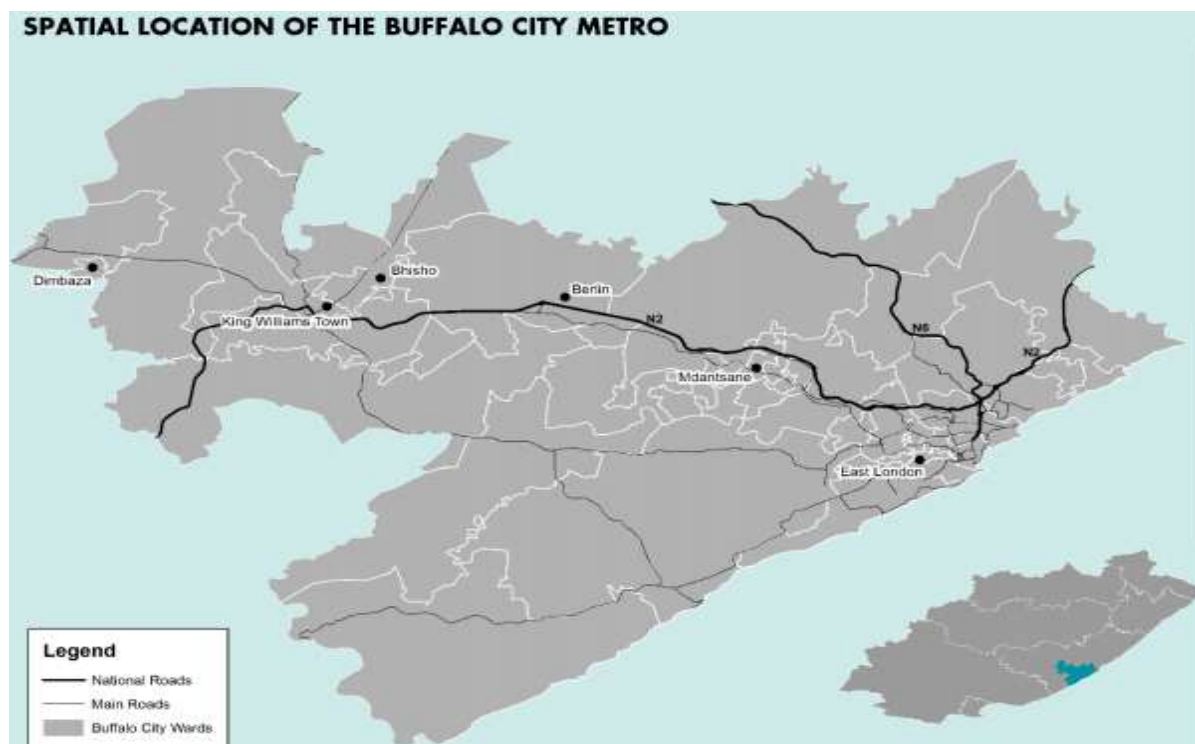 SPATIAL LOCATION OF THE BUFFALO CITY METRO
Bhisho
Dimbaza
Berlin
King Williams Town
N2
N6
N2
Mdantsane
East London
Legend
National Roads
Main Roads
Buffalo City Wards